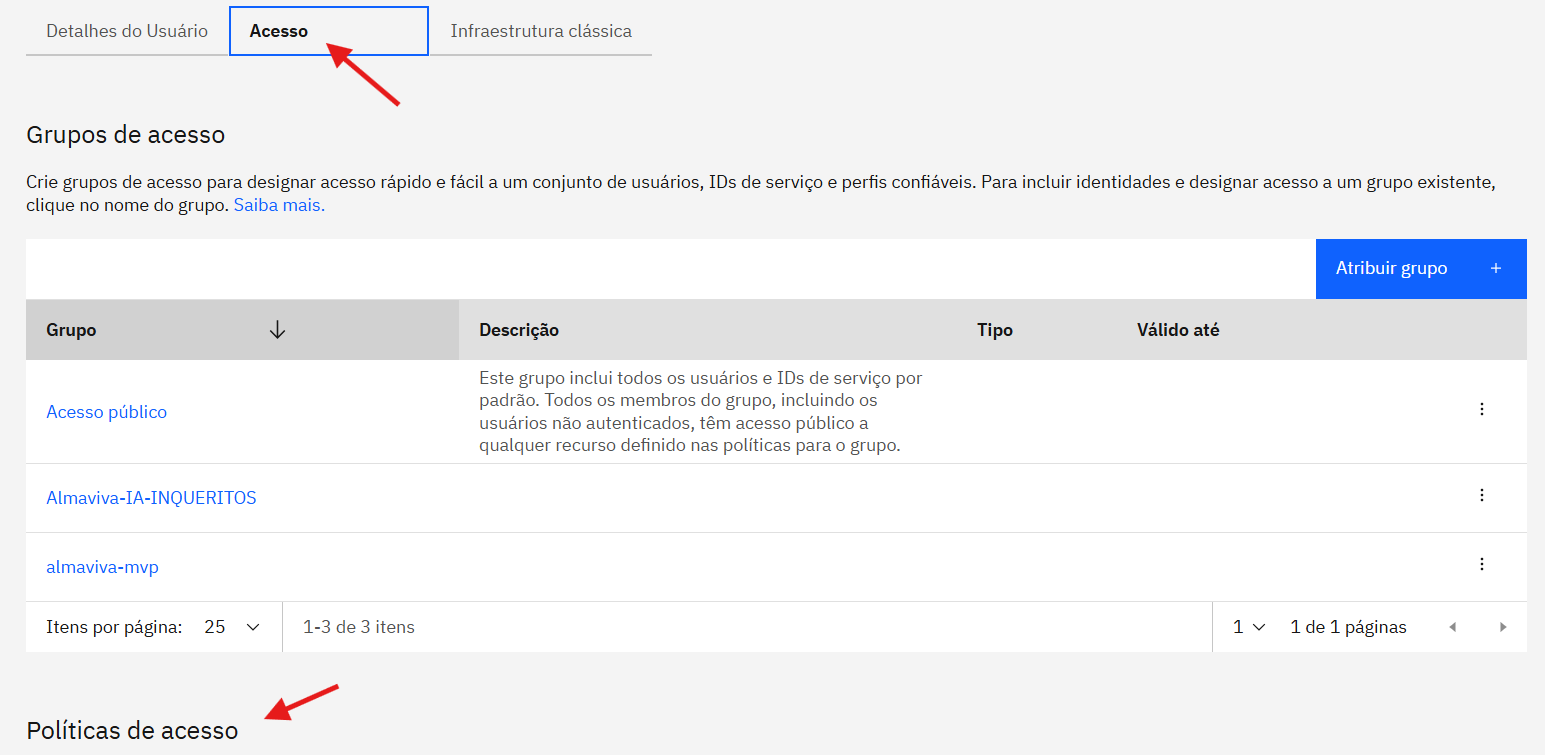 Detalhes do Usuário
Acesso
Infraestrutura clássica
Grupos de acesso
Crie grupos de acesso para designar acesso rápido e fácil a um conjunto de usuários, IDs de serviço e perfis confiáveis. Para incluir identidades e designar acesso a um grupo existente,
clique no nome do grupo. Saiba mais.
Atribuir grupo +
Grupo
Descrição
Tipo
Válido até
Acesso público
Este grupo inclui todos os usuários e IDs de serviço por
padrão. Todos os membros do grupo, incluindo os
usuários não autenticados, têm acesso público a
qualquer recurso definido nas políticas para o grupo.
Almaviva-IA-INQUERITOS
almaviva-mvp
Itens por página: 25
1-3 de 3 itens
1
1 de 1 páginas
Políticas de acesso